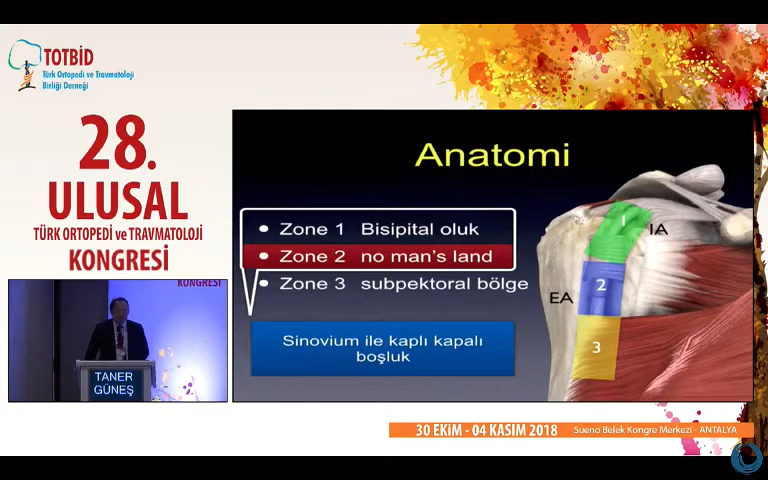 TOTBİD
Türk Ortopedi ve Travmatoloji
Birliği Derneği
28.
ULUSAL
TÜRK ORTOPEDİ ve TRAVMATOLOJİ
KONGRESİ
KONGRESİ
TANER
GÜNEŞ
Anatomi
• Zone 1 Bisipital oluk
• Zone 2 no man's land
• Zone 3 subpektoral bölge
Sinovium ile kaplı kapalı
boşluk
1
IA
2
EA
3
30 EKİM - 04 KASIM 2018
Sueno Belek Kongre Merkezi - ANTALYA